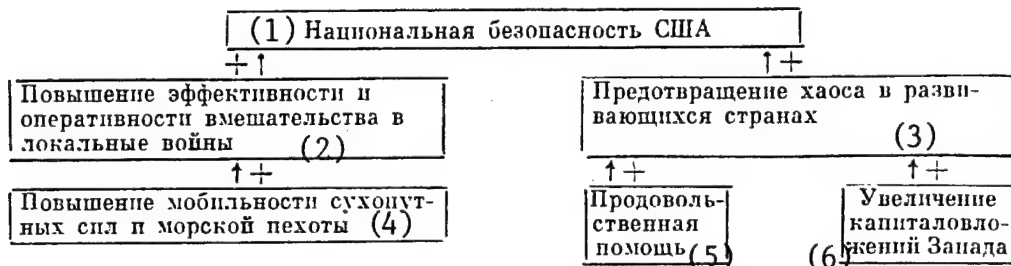 (1) Национальная безопасность США
+↑ ↑+
Повышение эффективности и
оперативности вмешательства в
локальные войны (2)
Предотвращение хаоса в разви-
вающихся странах
(3)
↑+ ↑+ ↑+
Повышение мобильности сухопут-
ных сил и морской пехоты (4)
Продоволь-
ственная
помощь (5)
Увеличение
капиталовло-
(6) жений Запада